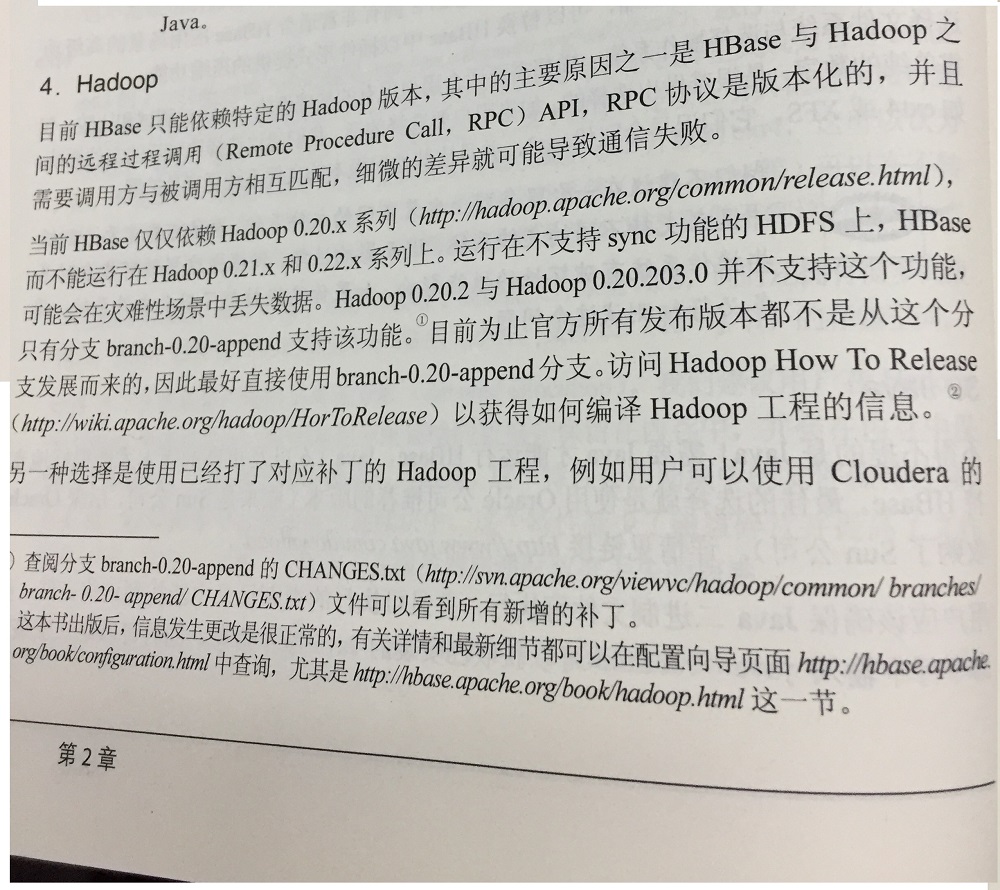 Java。
4. Hadoop
目前 HBase 只能依赖特定的 Hadoop 版本，其中的主要原因之一是 HBase 与 Hadoop 之
间的远程过程调用（Remote Procedure Call，RPC）API，RPC 协议是版本化的，并且
需要调用方与被调用方相互匹配，细微的差异就可能导致通信失败。
当前 HBase 仅仅依赖 Hadoop 0.20.x 系列（http://hadoop.apache.org/common/release.html），
而不能运行在 Hadoop 0.21.x 和 0.22.x 系列上。运行在不支持 sync 功能的 HDFS 上，HBase
可能会在灾难性场景中丢失数据。Hadoop 0.20.2 与 Hadoop 0.20.203.0 并不支持这个功能，
只有分支 branch-0.20-append 支持该功能。①目前为止官方所有发布版本都不是从这个分
支发展而来的，因此最好直接使用 branch-0.20-append 分支。访问 Hadoop How To Release
（http://wiki.apache.org/hadoop/HorToRelease）以获得如何编译 Hadoop 工程的信息。②
另一种选择是使用已经打了对应补丁的 Hadoop 工程，例如用户可以使用 Cloudera 的
查阅分支 branch-0.20-append 的 CHANGES.txt（http://svn.apache.org/viewvc/hadoop/common/ branches/
branch- 0.20- append/ CHANGES.txt）文件可以看到所有新增的补丁。
这本书出版后，信息发生更改是很正常的，有关详情和最新细节都可以在配置向导页面 http://hbase.apache.
org/book/configuration.html 中查询，尤其是 http://hbase.apache.org/book/hadoop.html 这一节。
第 2 章